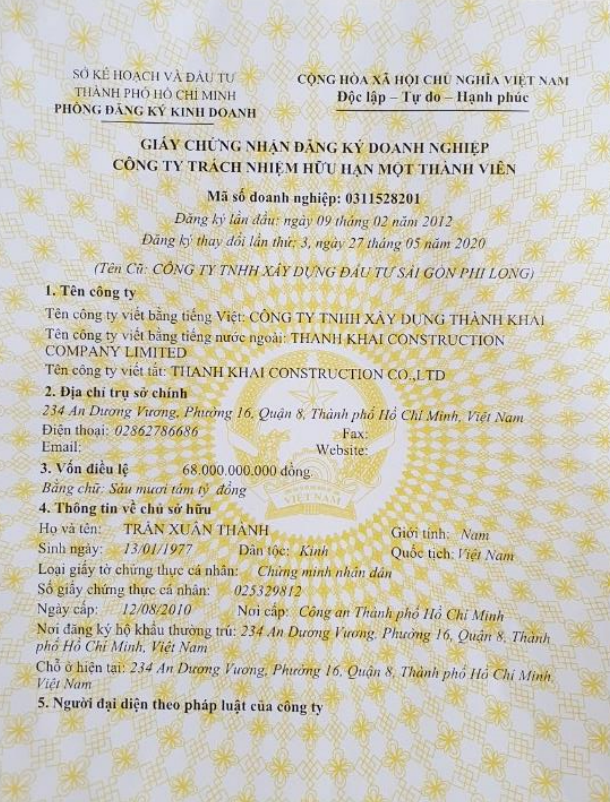 SỞ KẾ HOẠCH VÀ ĐẦU TƯ
THÀNH PHỐ HỒ CHÍ MINH
PHÒNG ĐĂNG KÝ KINH DOANH
CỘNG HÒA XÃ HỘI CHỦ NGHĨA VIỆT NAM
Độc lập – Tự do – Hạnh phúc
GIẤY CHỨNG NHẬN ĐĂNG KÝ DOANH NGHIỆP
CÔNG TY TRÁCH NHIỆM HỮU HẠN MỘT THÀNH VIÊN
Mã số doanh nghiệp: 0311528201
Đăng ký lần đầu: ngày 09 tháng 02 năm 2012
Đăng ký thay đổi lần thứ: 3, ngày 27 tháng 05 năm 2020
(Tên Cũ: CÔNG TY TNHH XÂY DỰNG ĐẦU TƯ SÀI GÒN PHI LONG)
1. Tên công ty
Tên công ty viết bằng tiếng Việt: CÔNG TY TNHH XÂY DỰNG THÀNH KHAI
Tên công ty viết bằng tiếng nước ngoài: THANH KHAI CONSTRUCTION
COMPANY LIMITED
Tên công ty viết tắt: THANH KHAI CONSTRUCTION CO.,LTD
2. Địa chỉ trụ sở chính
234 An Dương Vương, Phường 16, Quận 8, Thành phố Hồ Chí Minh, Việt Nam
Điện thoại: 02862786686 Fax:
Email: Website:
3. Vốn điều lệ 68.000.000.000 đồng
Bằng chữ: Sáu mươi tám tỷ đồng
4. Thông tin về chủ sở hữu
Họ và tên: TRẦN XUÂN THÀNH Giới tính: Nam
Sinh ngày: 13/01/1977 Dân tộc: Kinh Quốc tịch: Việt Nam
Loại giấy tờ chứng thực cá nhân: Chứng minh nhân dân
Số giấy chứng thực cá nhân: 025329812
Ngày cấp: 12/08/2010 Nơi cấp: Công an Thành phố Hồ Chí Minh
Nơi đăng ký hộ khẩu thường trú: 234 An Dương Vương, Phường 16, Quận 8, Thành
phố Hồ Chí Minh, Việt Nam
Chỗ ở hiện tại: 234 An Dương Vương, Phường 16, Quận 8, Thành phố Hồ Chí Minh,
Việt Nam
5. Người đại diện theo pháp luật của công ty
VIỆT NAM